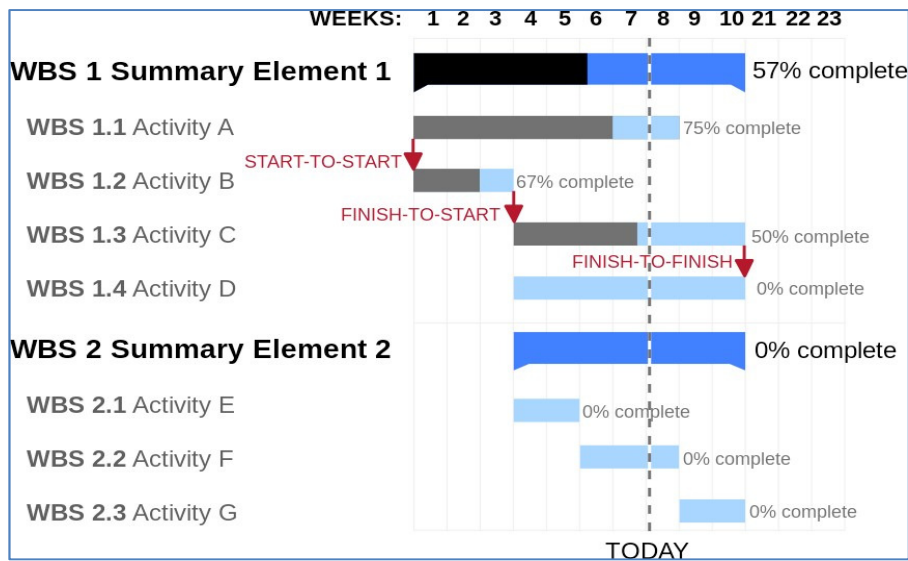 WEEKS: 1 2 3 4 5 6 7 8 9 10 21 22 23
WBS 1 Summary Element 1 57% complete
WBS 1.1 Activity A 75% complete
START-TO-START
WBS 1.2 Activity B 67% complete
FINISH-TO-START
WBS 1.3 Activity C 50% complete
FINISH-TO-FINISH
WBS 1.4 Activity D 0% complete
WBS 2 Summary Element 2 0% complete
WBS 2.1 Activity E 0% complete
WBS 2.2 Activity F 0% complete
WBS 2.3 Activity G 0% complete
TODAY